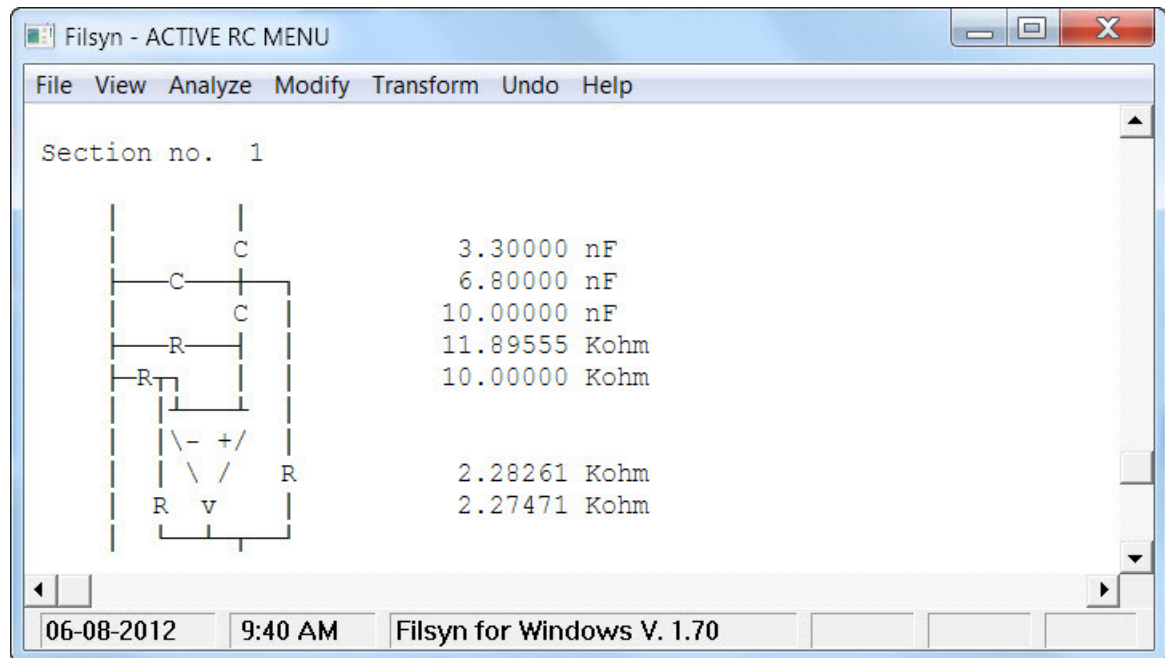 Filsyn - ACTIVE RC MENU
File View Analyze Modify Transform Undo Help
Section no. 1
C 3.30000 nF
C 6.80000 nF
C 10.00000 nF
R 11.89555 Kohm
R 10.00000 Kohm
\- +/
\ / R 2.28261 Kohm
R v 2.27471 Kohm
06-08-2012 9:40 AM Filsyn for Windows V. 1.70